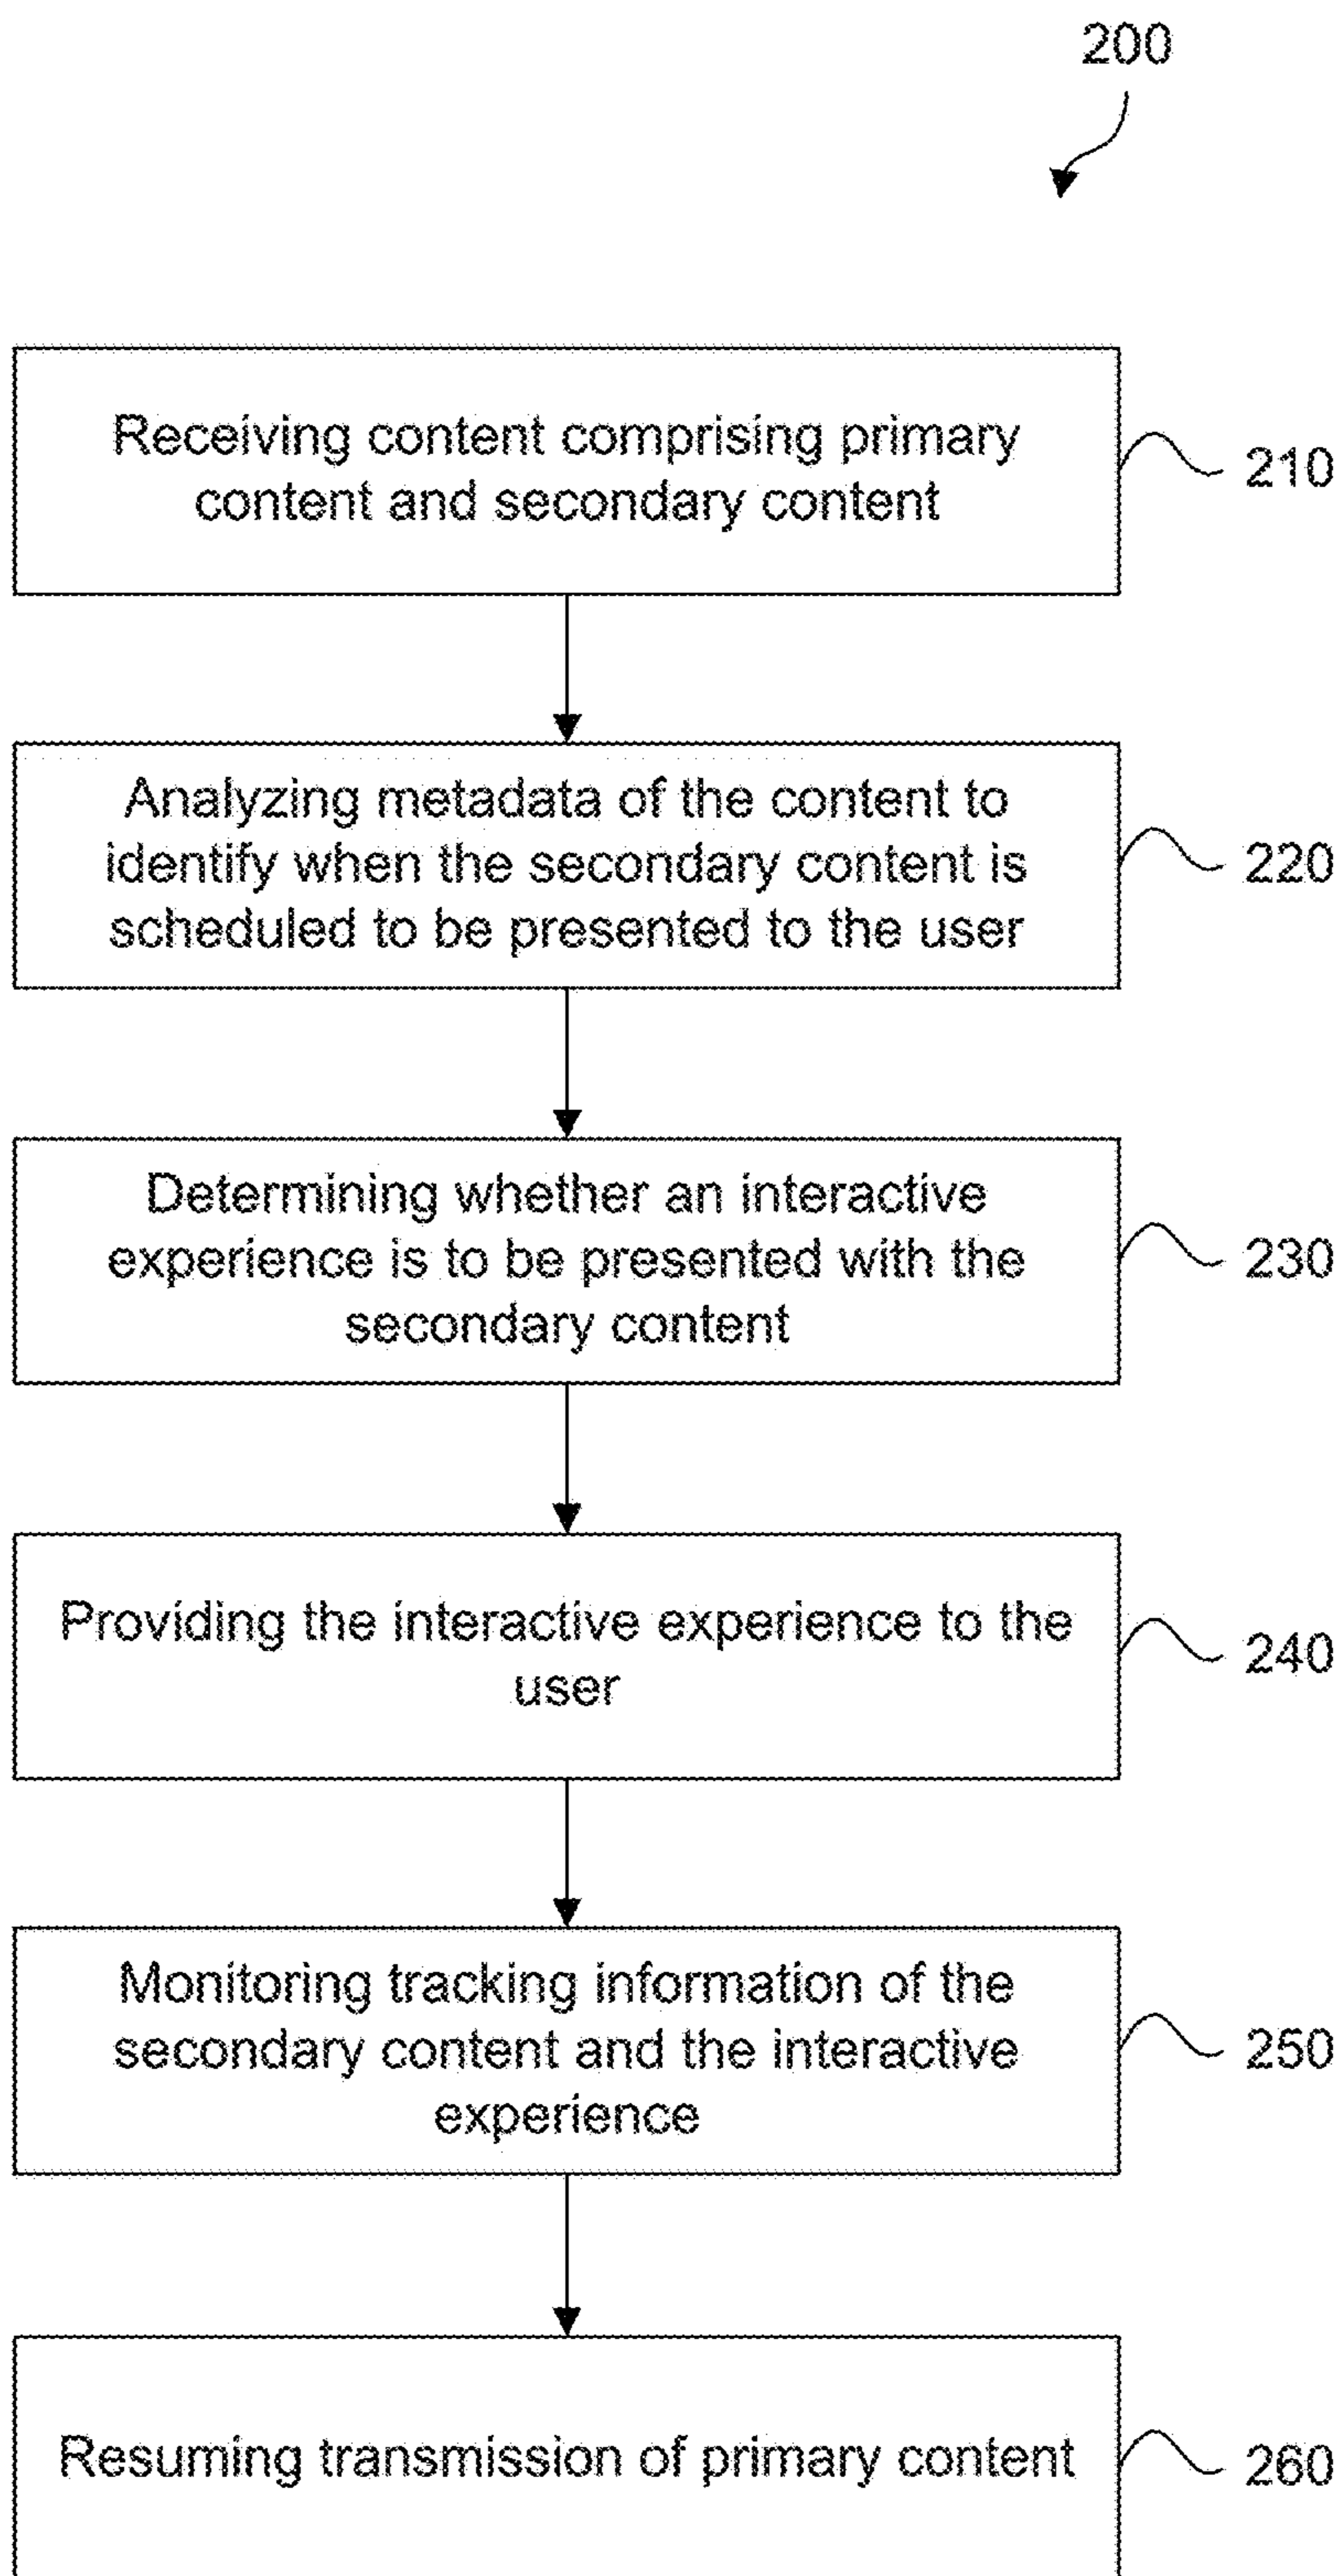 200
Receiving content comprising primary
content and secondary content
210
Analyzing metadata of the content to
identify when the secondary content is
scheduled to be presented to the user
220
Determining whether an interactive
experience is to be presented with the
secondary content
230
Providing the interactive experience to the
user
240
Monitoring tracking information of the
secondary content and the interactive
experience
250
Resuming transmission of primary content
260